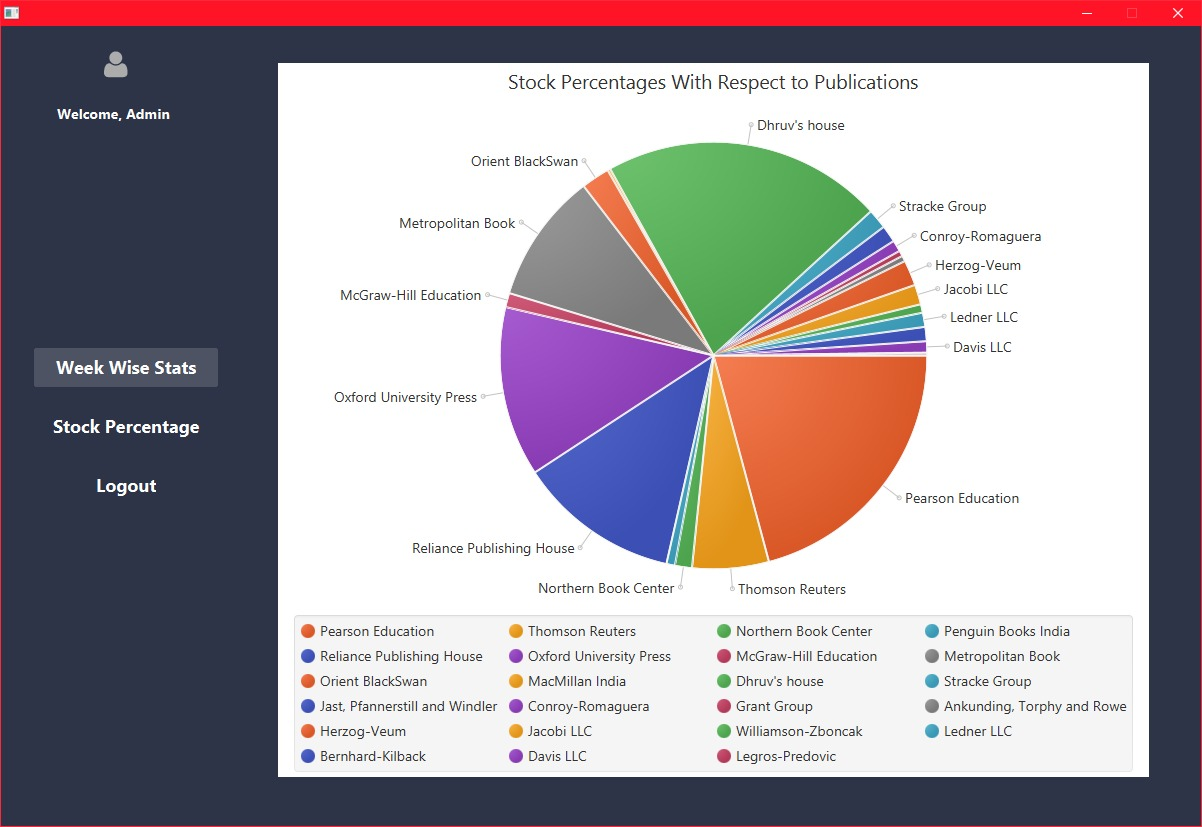 Welcome, Admin
Week Wise Stats
Stock Percentage
Logout
Stock Percentages With Respect to Publications
Dhruv's house
Orient BlackSwan
Stracke Group
Metropolitan Book
Conroy-Romaguera
Herzog-Veum
Jacobi LLC
McGraw-Hill Education
Ledner LLC
Davis LLC
Oxford University Press
Pearson Education
Reliance Publishing House
Northern Book Center
Thomson Reuters
Pearson Education Thomson Reuters Northern Book Center Penguin Books India
Reliance Publishing House Oxford University Press McGraw-Hill Education Metropolitan Book
Orient BlackSwan MacMillan India Dhruv's house Stracke Group
Jast, Pfannerstill and Windler Conroy-Romaguera Grant Group Ankunding, Torphy and Rowe
Herzog-Veum Jacobi LLC Williamson-Zboncak Ledner LLC
Bernhard-Kilback Davis LLC Legros-Predovic